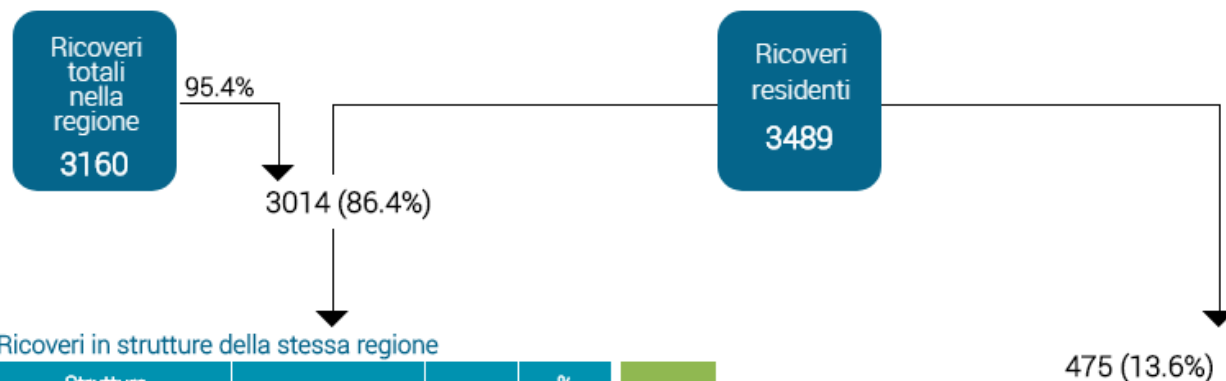 Ricoveri
totali
nella
regione
3160
95.4%
Ricoveri
residenti
3489
3014 (86.4%)
Ricoveri in strutture della stessa regione
475 (13.6%)
Struttura
%